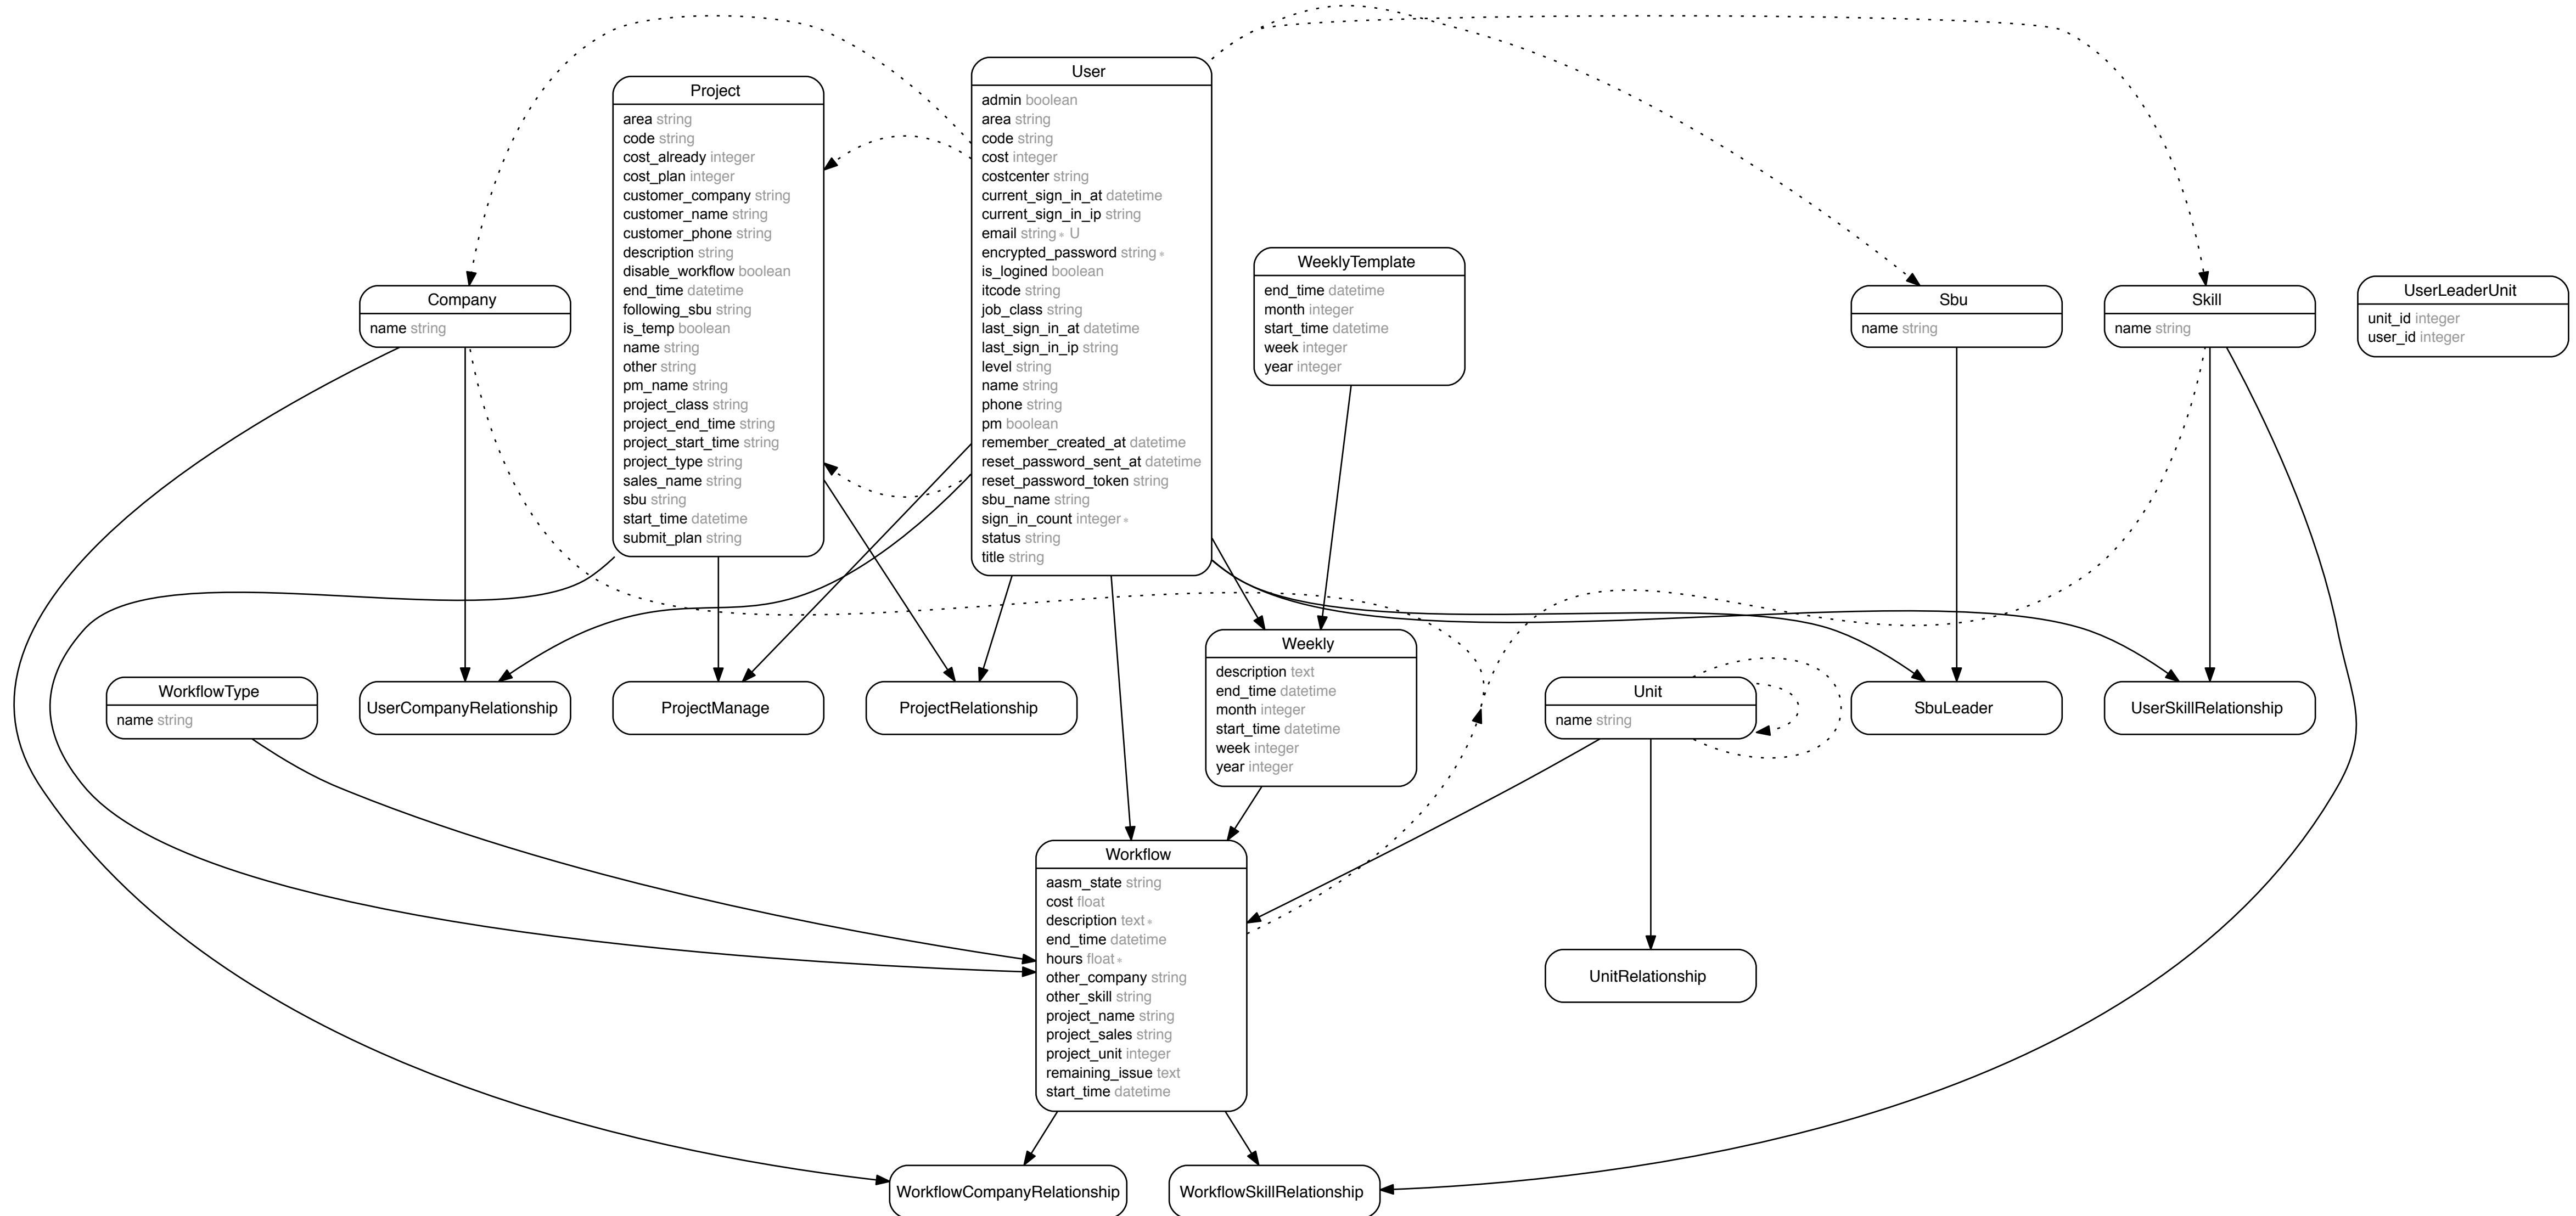 Project
area string
code string
cost_already integer
cost_plan integer
customer_company string
customer_name string
customer_phone string
description string
disable_workflow boolean
end_time datetime
following_sbu string
is_temp boolean
name string
other string
pm_name string
project_class string
project_end_time string
project_start_time string
project_type string
sales_name string
sbu string
start_time datetime
submit_plan string
User
admin boolean
area string
code string
cost integer
costcenter string
current_sign_in_at datetime
current_sign_in_ip string
email string* U
encrypted_password string*
is_logined boolean
itcode string
job_class string
last_sign_in_at datetime
last_sign_in_ip string
level string
name string
phone string
pm boolean
remember_created_at datetime
reset_password_sent_at datetime
reset_password_token string
sbu_name string
sign_in_count integer*
status string
title string
WeeklyTemplate
end_time datetime
month integer
start_time datetime
week integer
year integer
Company
name string
Sbu
name string
Skill
name string
UserLeaderUnit
unit_id integer
user_id integer
WorkflowType
name string
UserCompanyRelationship
ProjectManage
ProjectRelationship
Weekly
description text
end_time datetime
month integer
start_time datetime
week integer
year integer
Unit
name string
SbuLeader
UserSkillRelationship
Workflow
aasm_state string
cost float
description text*
end_time datetime
hours float*
other_company string
other_skill string
project_name string
project_sales string
project_unit integer
remaining_issue text
start_time datetime
UnitRelationship
WorkflowCompanyRelationship
WorkflowSkillRelationship